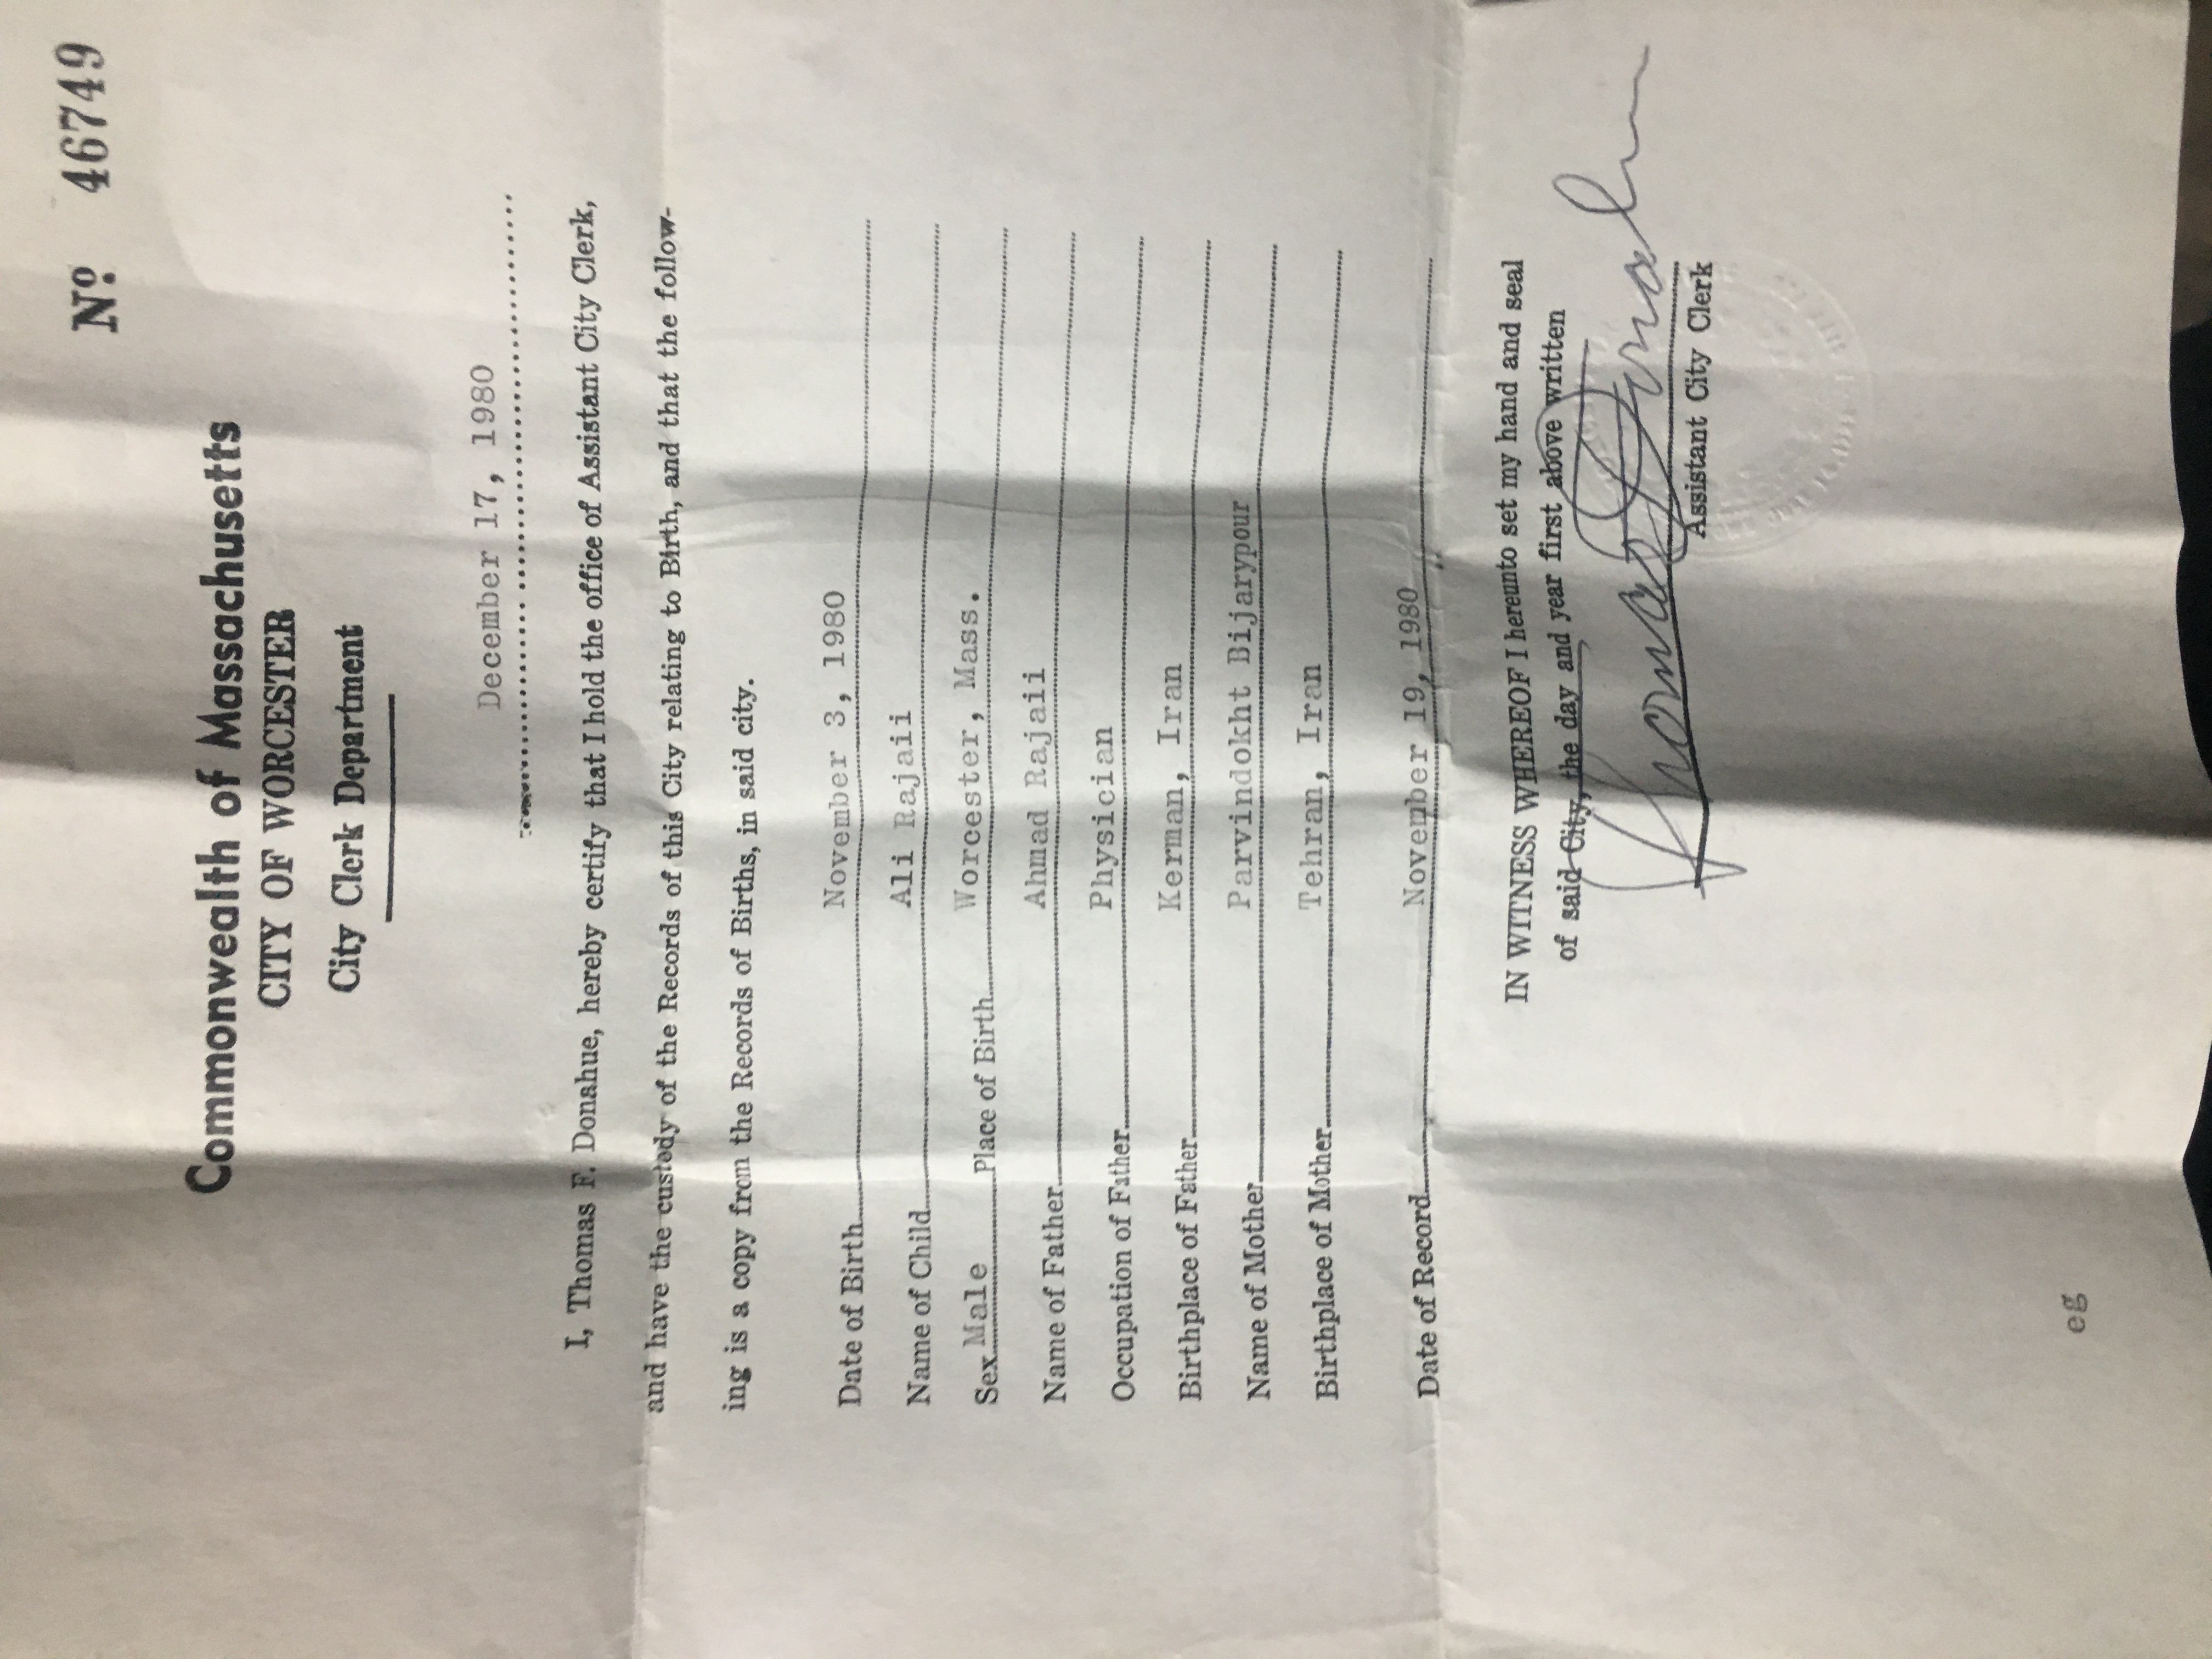 Nº 46749
Commonwealth of Massachusetts
CITY OF WORCESTER
City Clerk Department
December 17, 1980
I, Thomas F. Donahue, hereby certify that I hold the office of Assistant City Clerk,
and have the custody of the Records of this City relating to Birth, and that the follow-
ing is a copy from the Records of Births, in said city.
Date of Birth November 3, 1980
Name of Child Ali Rajaii
Sex Male Place of Birth Worcester, Mass.
Name of Father Ahmad Rajaii
Occupation of Father Physician
Birthplace of Father Kerman, Iran
Name of Mother Parvindokht Bijarypour
Birthplace of Mother Tehran, Iran
Date of Record November 19, 1980
IN WITNESS WHEREOF I hereunto set my hand and seal
of said City, the day and year first above written
Thomas F Donahue
Assistant City Clerk
eg